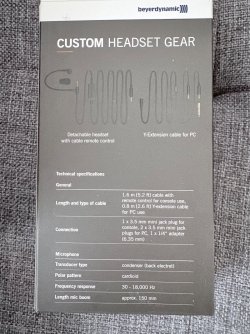 beyerdynamic
CUSTOM HEADSET GEAR
Detachable headset
with cable remote control
Y-Extension cable for PC
Technical specifications
General
Length and type of cable
1.6 m (5.2 ft) cable with
remote control for console use,
0.8 m (2.6 ft) Y-extension cable
for PC use
Connection
1 x 3.5 mm mini jack plug for
console, 2 x 3.5 mm mini jack
plugs for PC, 1 x 1/4" adapter
(6.35 mm)
Microphone
Transducer type
condenser (back electret)
Polar pattern
cardioid
Frequency response
30 - 18,000 Hz
Length mic boom
approx. 150 mm